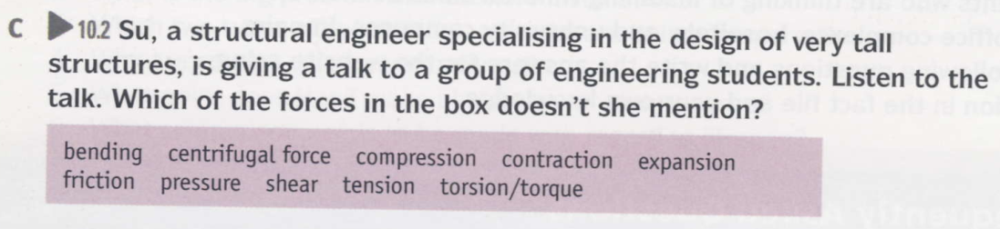 C ▶10.2 Su, a structural engineer specialising in the design of very tall
structures, is giving a talk to a group of engineering students. Listen to the
talk. Which of the forces in the box doesn't she mention?
bending centrifugal force compression contraction expansion
friction pressure shear tension torsion/torque